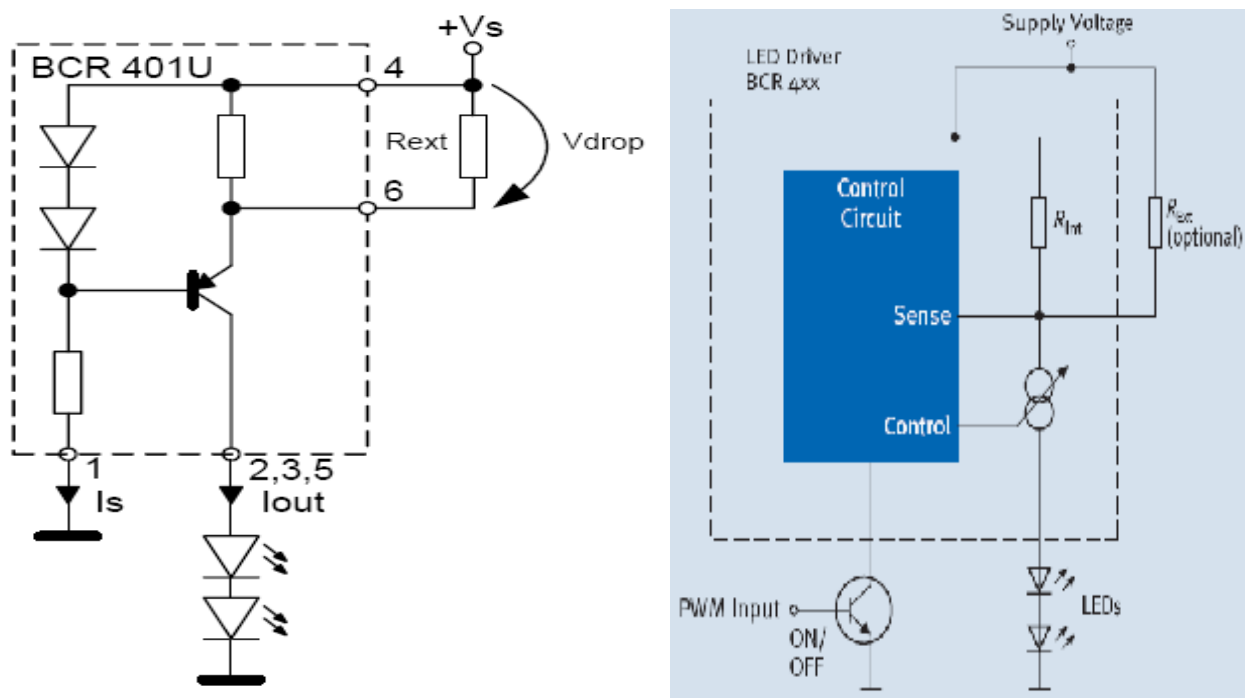 +Vs
BCR 401U
4
Rext
Vdrop
6
1
2,3,5
Is
Iout
Supply Voltage
LED Driver
BCR 4xx
Control
Circuit
RInt
RExt
(optional)
Sense
Control
PWM Input
ON/
OFF
LEDs